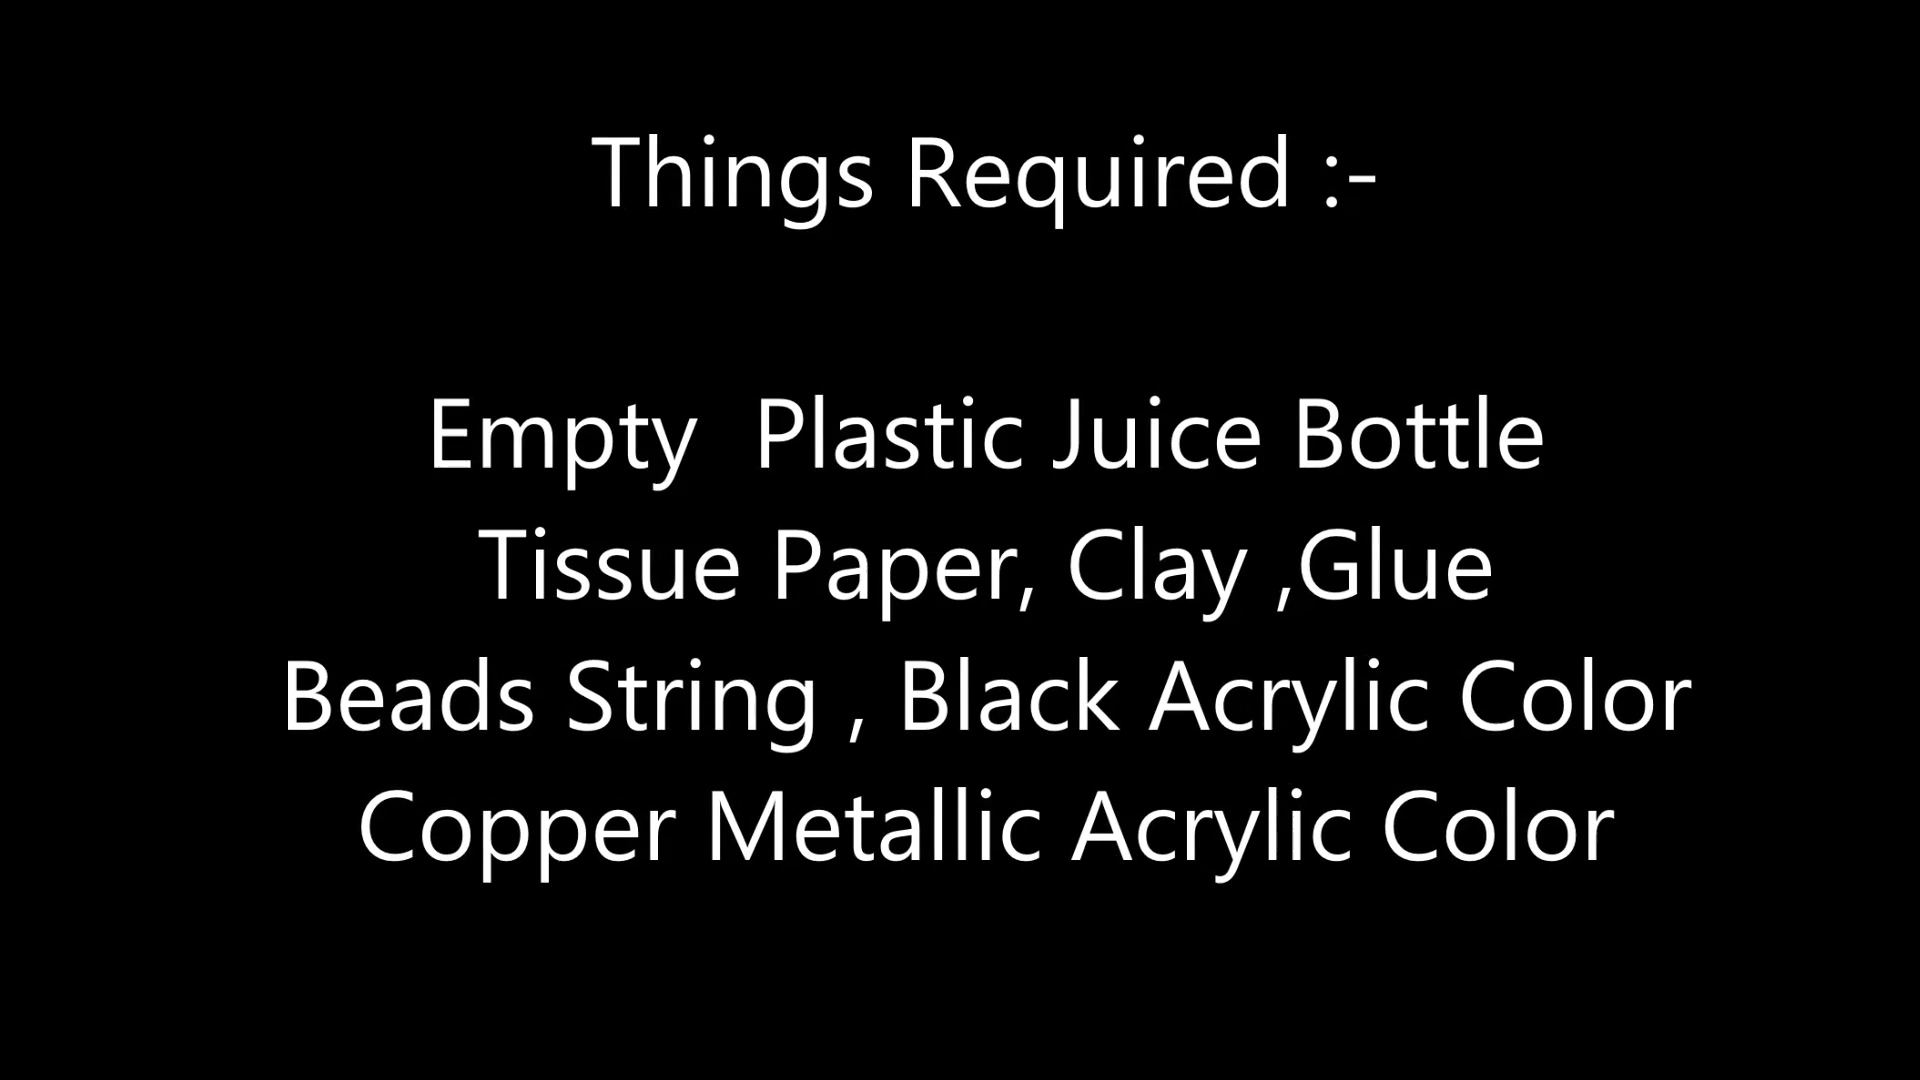 Things Required :-
Empty  Plastic Juice Bottle
Tissue Paper, Clay ,Glue
Beads String , Black Acrylic Color
Copper Metallic Acrylic Color